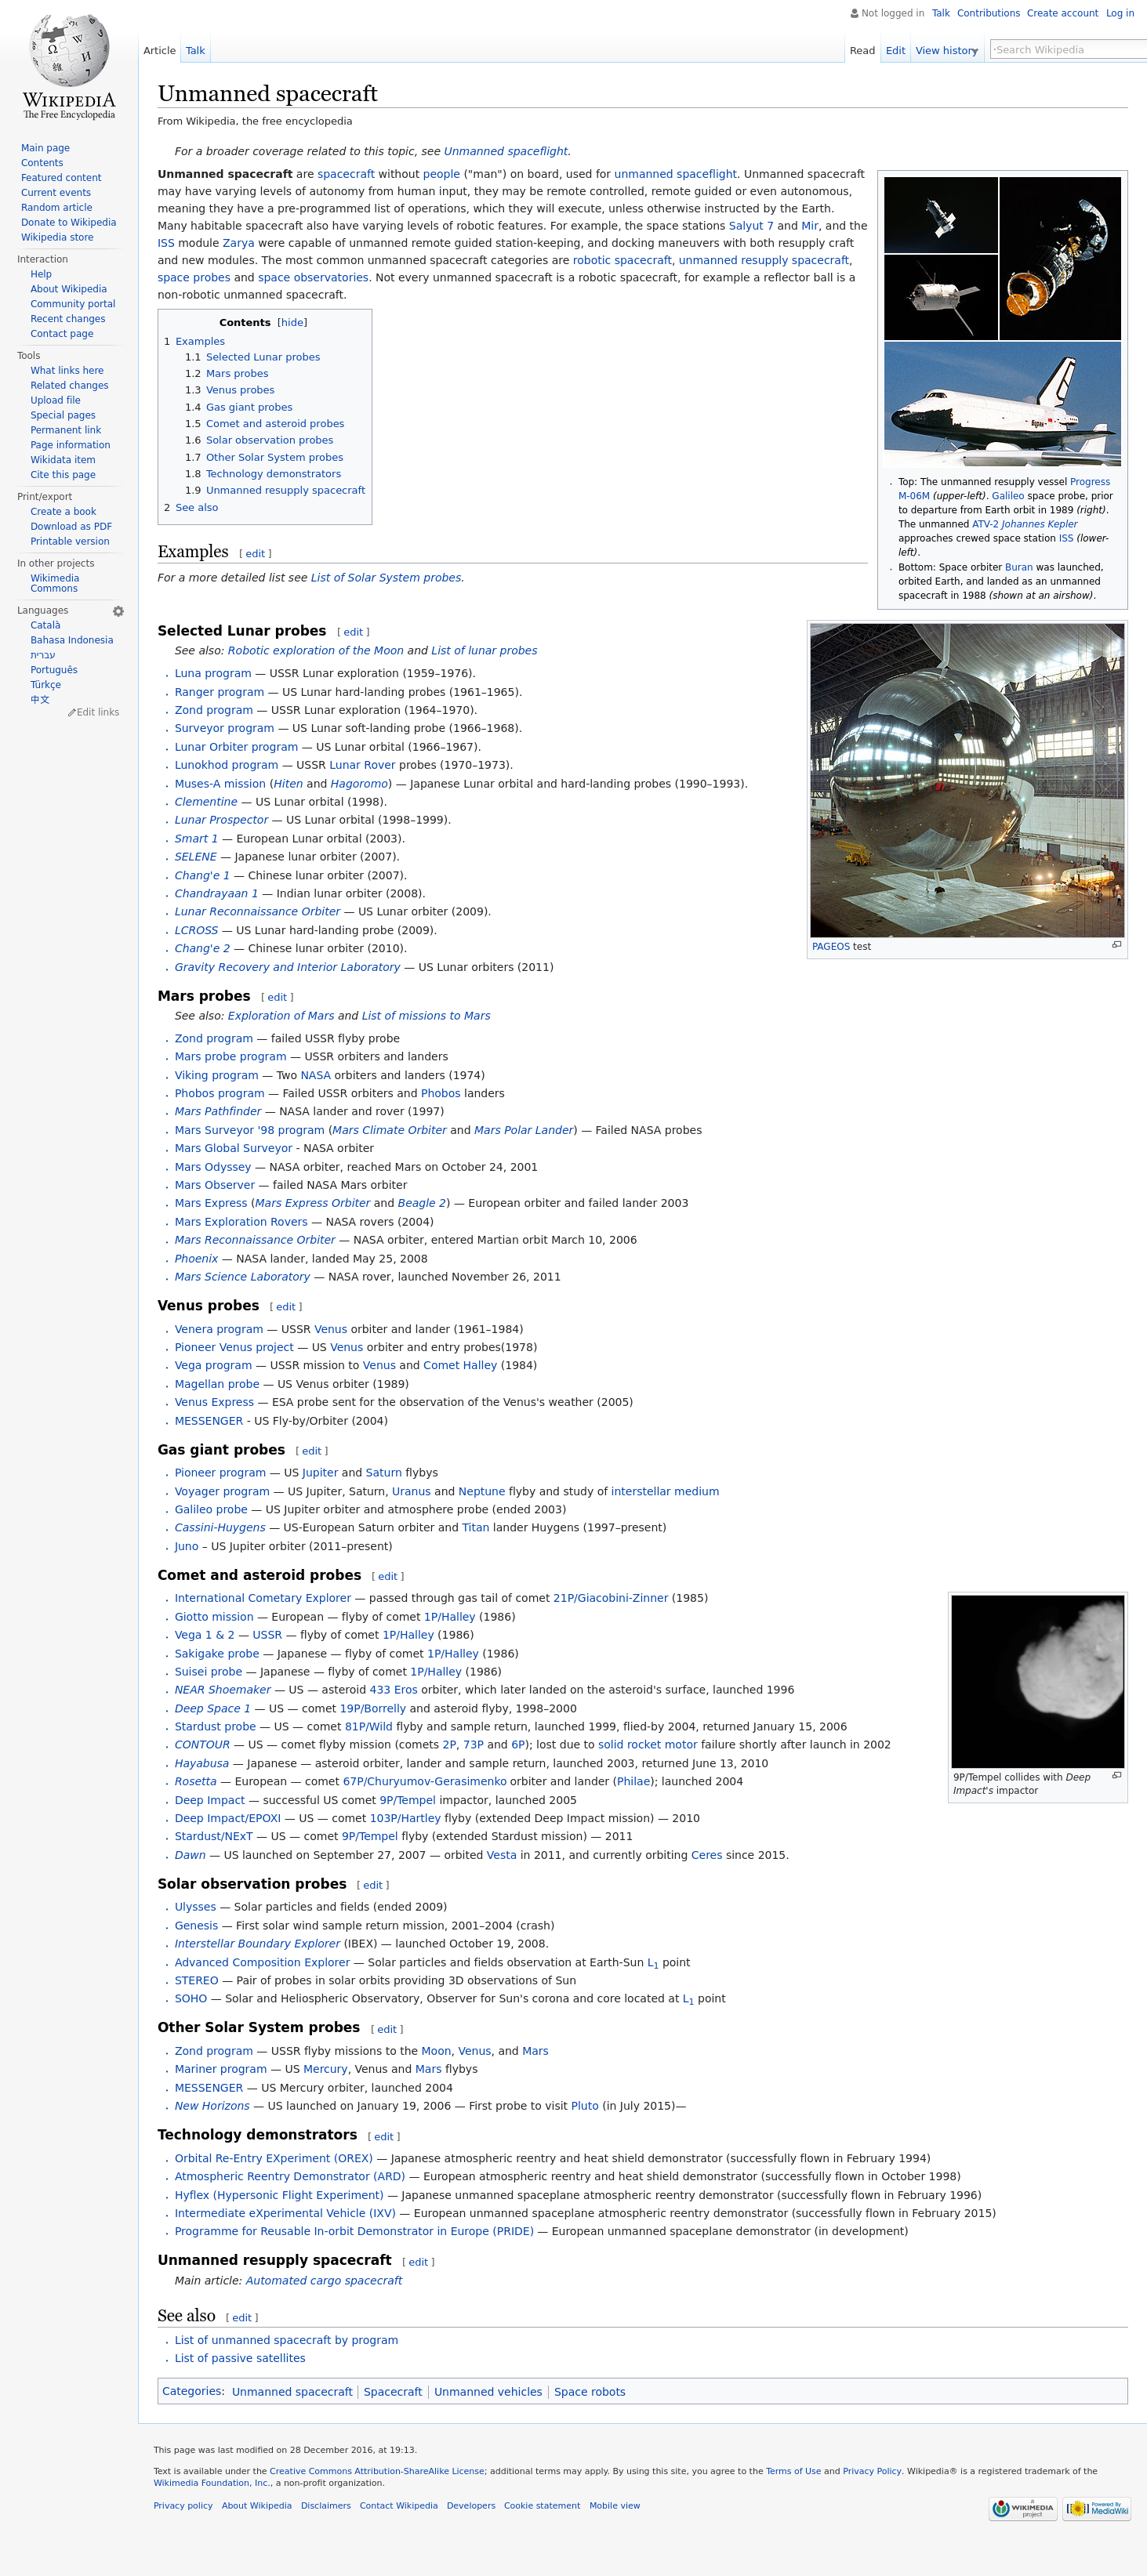 Not logged in Talk Contributions Create account Log in
Article Talk
Read Edit View history Search Wikipedia
WIKIPEDIA
The Free Encyclopedia
Main page
Contents
Featured content
Current events
Random article
Donate to Wikipedia
Wikipedia store
Interaction
Help
About Wikipedia
Community portal
Recent changes
Contact page
Tools
What links here
Related changes
Upload file
Special pages
Permanent link
Page information
Wikidata item
Cite this page
Print/export
Create a book
Download as PDF
Printable version
In other projects
Wikimedia
Commons
Languages
Català
Bahasa Indonesia
עברית
Português
Türkçe
中文
Edit links
Unmanned spacecraft
From Wikipedia, the free encyclopedia
For a broader coverage related to this topic, see Unmanned spaceflight.
Unmanned spacecraft are spacecraft without people ("man") on board, used for unmanned spaceflight. Unmanned spacecraft
may have varying levels of autonomy from human input, they may be remote controlled, remote guided or even autonomous,
meaning they have a pre-programmed list of operations, which they will execute, unless otherwise instructed by the Earth.
Many habitable spacecraft also have varying levels of robotic features. For example, the space stations Salyut 7 and Mir, and the
ISS module Zarya were capable of unmanned remote guided station-keeping, and docking maneuvers with both resupply craft
and new modules. The most common unmanned spacecraft categories are robotic spacecraft, unmanned resupply spacecraft,
space probes and space observatories. Not every unmanned spacecraft is a robotic spacecraft, for example a reflector ball is a
non-robotic unmanned spacecraft.
Contents [hide]
1 Examples
1.1 Selected Lunar probes
1.2 Mars probes
1.3 Venus probes
1.4 Gas giant probes
1.5 Comet and asteroid probes
1.6 Solar observation probes
1.7 Other Solar System probes
1.8 Technology demonstrators
1.9 Unmanned resupply spacecraft
2 See also
Top: The unmanned resupply vessel Progress
M-06M (upper-left). Galileo space probe, prior
to departure from Earth orbit in 1989 (right).
The unmanned ATV-2 Johannes Kepler
approaches crewed space station ISS (lower-
left).
Bottom: Space orbiter Buran was launched,
orbited Earth, and landed as an unmanned
spacecraft in 1988 (shown at an airshow).
Examples [ edit ]
For a more detailed list see List of Solar System probes.
Selected Lunar probes [ edit ]
See also: Robotic exploration of the Moon and List of lunar probes
Luna program — USSR Lunar exploration (1959–1976).
Ranger program — US Lunar hard-landing probes (1961–1965).
Zond program — USSR Lunar exploration (1964–1970).
Surveyor program — US Lunar soft-landing probe (1966–1968).
Lunar Orbiter program — US Lunar orbital (1966–1967).
Lunokhod program — USSR Lunar Rover probes (1970–1973).
Muses-A mission (Hiten and Hagoromo) — Japanese Lunar orbital and hard-landing probes (1990–1993).
Clementine — US Lunar orbital (1998).
Lunar Prospector — US Lunar orbital (1998–1999).
Smart 1 — European Lunar orbital (2003).
SELENE — Japanese lunar orbiter (2007).
Chang'e 1 — Chinese lunar orbiter (2007).
Chandrayaan 1 — Indian lunar orbiter (2008).
Lunar Reconnaissance Orbiter — US Lunar orbiter (2009).
LCROSS — US Lunar hard-landing probe (2009).
Chang'e 2 — Chinese lunar orbiter (2010).
Gravity Recovery and Interior Laboratory — US Lunar orbiters (2011)
PAGEOS test
Mars probes [ edit ]
See also: Exploration of Mars and List of missions to Mars
Zond program — failed USSR flyby probe
Mars probe program — USSR orbiters and landers
Viking program — Two NASA orbiters and landers (1974)
Phobos program — Failed USSR orbiters and Phobos landers
Mars Pathfinder — NASA lander and rover (1997)
Mars Surveyor '98 program (Mars Climate Orbiter and Mars Polar Lander) — Failed NASA probes
Mars Global Surveyor - NASA orbiter
Mars Odyssey — NASA orbiter, reached Mars on October 24, 2001
Mars Observer — failed NASA Mars orbiter
Mars Express (Mars Express Orbiter and Beagle 2) — European orbiter and failed lander 2003
Mars Exploration Rovers — NASA rovers (2004)
Mars Reconnaissance Orbiter — NASA orbiter, entered Martian orbit March 10, 2006
Phoenix — NASA lander, landed May 25, 2008
Mars Science Laboratory — NASA rover, launched November 26, 2011
Venus probes [ edit ]
Venera program — USSR Venus orbiter and lander (1961–1984)
Pioneer Venus project — US Venus orbiter and entry probes(1978)
Vega program — USSR mission to Venus and Comet Halley (1984)
Magellan probe — US Venus orbiter (1989)
Venus Express — ESA probe sent for the observation of the Venus's weather (2005)
MESSENGER - US Fly-by/Orbiter (2004)
Gas giant probes [ edit ]
Pioneer program — US Jupiter and Saturn flybys
Voyager program — US Jupiter, Saturn, Uranus and Neptune flyby and study of interstellar medium
Galileo probe — US Jupiter orbiter and atmosphere probe (ended 2003)
Cassini-Huygens — US-European Saturn orbiter and Titan lander Huygens (1997–present)
Juno – US Jupiter orbiter (2011–present)
Comet and asteroid probes [ edit ]
International Cometary Explorer — passed through gas tail of comet 21P/Giacobini-Zinner (1985)
Giotto mission — European — flyby of comet 1P/Halley (1986)
Vega 1 & 2 — USSR — flyby of comet 1P/Halley (1986)
Sakigake probe — Japanese — flyby of comet 1P/Halley (1986)
Suisei probe — Japanese — flyby of comet 1P/Halley (1986)
NEAR Shoemaker — US — asteroid 433 Eros orbiter, which later landed on the asteroid's surface, launched 1996
Deep Space 1 — US — comet 19P/Borrelly and asteroid flyby, 1998–2000
Stardust probe — US — comet 81P/Wild flyby and sample return, launched 1999, flied-by 2004, returned January 15, 2006
CONTOUR — US — comet flyby mission (comets 2P, 73P and 6P); lost due to solid rocket motor failure shortly after launch in 2002
Hayabusa — Japanese — asteroid orbiter, lander and sample return, launched 2003, returned June 13, 2010
Rosetta — European — comet 67P/Churyumov-Gerasimenko orbiter and lander (Philae); launched 2004
Deep Impact — successful US comet 9P/Tempel impactor, launched 2005
Deep Impact/EPOXI — US — comet 103P/Hartley flyby (extended Deep Impact mission) — 2010
Stardust/NExT — US — comet 9P/Tempel flyby (extended Stardust mission) — 2011
Dawn — US launched on September 27, 2007 — orbited Vesta in 2011, and currently orbiting Ceres since 2015.
9P/Tempel collides with Deep
Impact's impactor
Solar observation probes [ edit ]
Ulysses — Solar particles and fields (ended 2009)
Genesis — First solar wind sample return mission, 2001–2004 (crash)
Interstellar Boundary Explorer (IBEX) — launched October 19, 2008.
Advanced Composition Explorer — Solar particles and fields observation at Earth-Sun L1 point
STEREO — Pair of probes in solar orbits providing 3D observations of Sun
SOHO — Solar and Heliospheric Observatory, Observer for Sun's corona and core located at L1 point
Other Solar System probes [ edit ]
Zond program — USSR flyby missions to the Moon, Venus, and Mars
Mariner program — US Mercury, Venus and Mars flybys
MESSENGER — US Mercury orbiter, launched 2004
New Horizons — US launched on January 19, 2006 — First probe to visit Pluto (in July 2015)—
Technology demonstrators [ edit ]
Orbital Re-Entry EXperiment (OREX) — Japanese atmospheric reentry and heat shield demonstrator (successfully flown in February 1994)
Atmospheric Reentry Demonstrator (ARD) — European atmospheric reentry and heat shield demonstrator (successfully flown in October 1998)
Hyflex (Hypersonic Flight Experiment) — Japanese unmanned spaceplane atmospheric reentry demonstrator (successfully flown in February 1996)
Intermediate eXperimental Vehicle (IXV) — European unmanned spaceplane atmospheric reentry demonstrator (successfully flown in February 2015)
Programme for Reusable In-orbit Demonstrator in Europe (PRIDE) — European unmanned spaceplane demonstrator (in development)
Unmanned resupply spacecraft [ edit ]
Main article: Automated cargo spacecraft
See also [ edit ]
List of unmanned spacecraft by program
List of passive satellites
Categories: Unmanned spacecraft Spacecraft Unmanned vehicles Space robots
This page was last modified on 28 December 2016, at 19:13.
Text is available under the Creative Commons Attribution-ShareAlike License; additional terms may apply. By using this site, you agree to the Terms of Use and Privacy Policy. Wikipedia® is a registered trademark of the
Wikimedia Foundation, Inc., a non-profit organization.
Privacy policy About Wikipedia Disclaimers Contact Wikipedia Developers Cookie statement Mobile view
A WIKIMEDIA project
Powered By MediaWiki